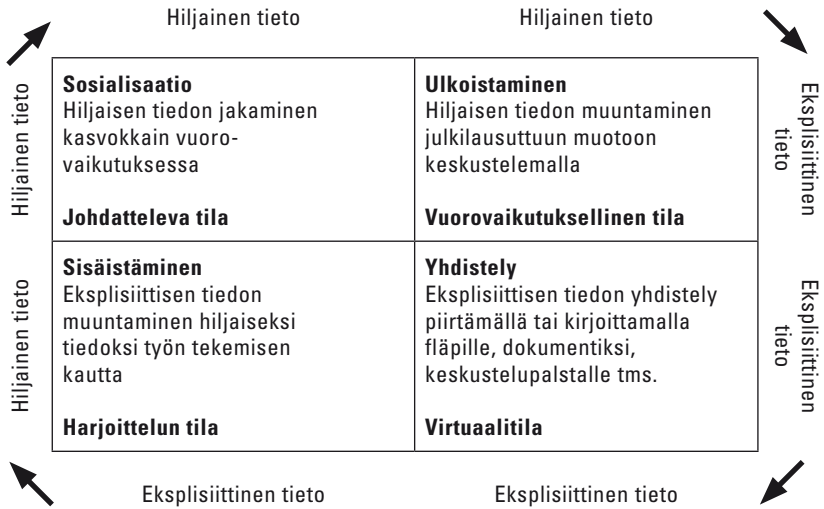 Hiljainen tieto
Hiljainen tieto
Hiljainen tieto
Sosialisaatio
Hiljaisen tiedon jakaminen
kasvokkain vuoro-
vaikutuksessa
Johdatteleva tila
Ulkoistaminen
Hiljaisen tiedon muuntaminen
julkilausuttuun muotoon
keskustelemalla
Vuorovaikutuksellinen tila
Eksplisiittinen
tieto
Hiljainen tieto
Sisäistäminen
Eksplisiittisen tiedon
muuntaminen hiljaiseksi
tiedoksi työn tekemisen
kautta
Harjoittelun tila
Yhdistely
Eksplisiittisen tiedon yhdistely
piirtämällä tai kirjoittamalla
fläpille, dokumentiksi,
keskustelupalstalle tms.
Virtuaalitila
Eksplisiittinen
tieto
Eksplisiittinen tieto
Eksplisiittinen tieto